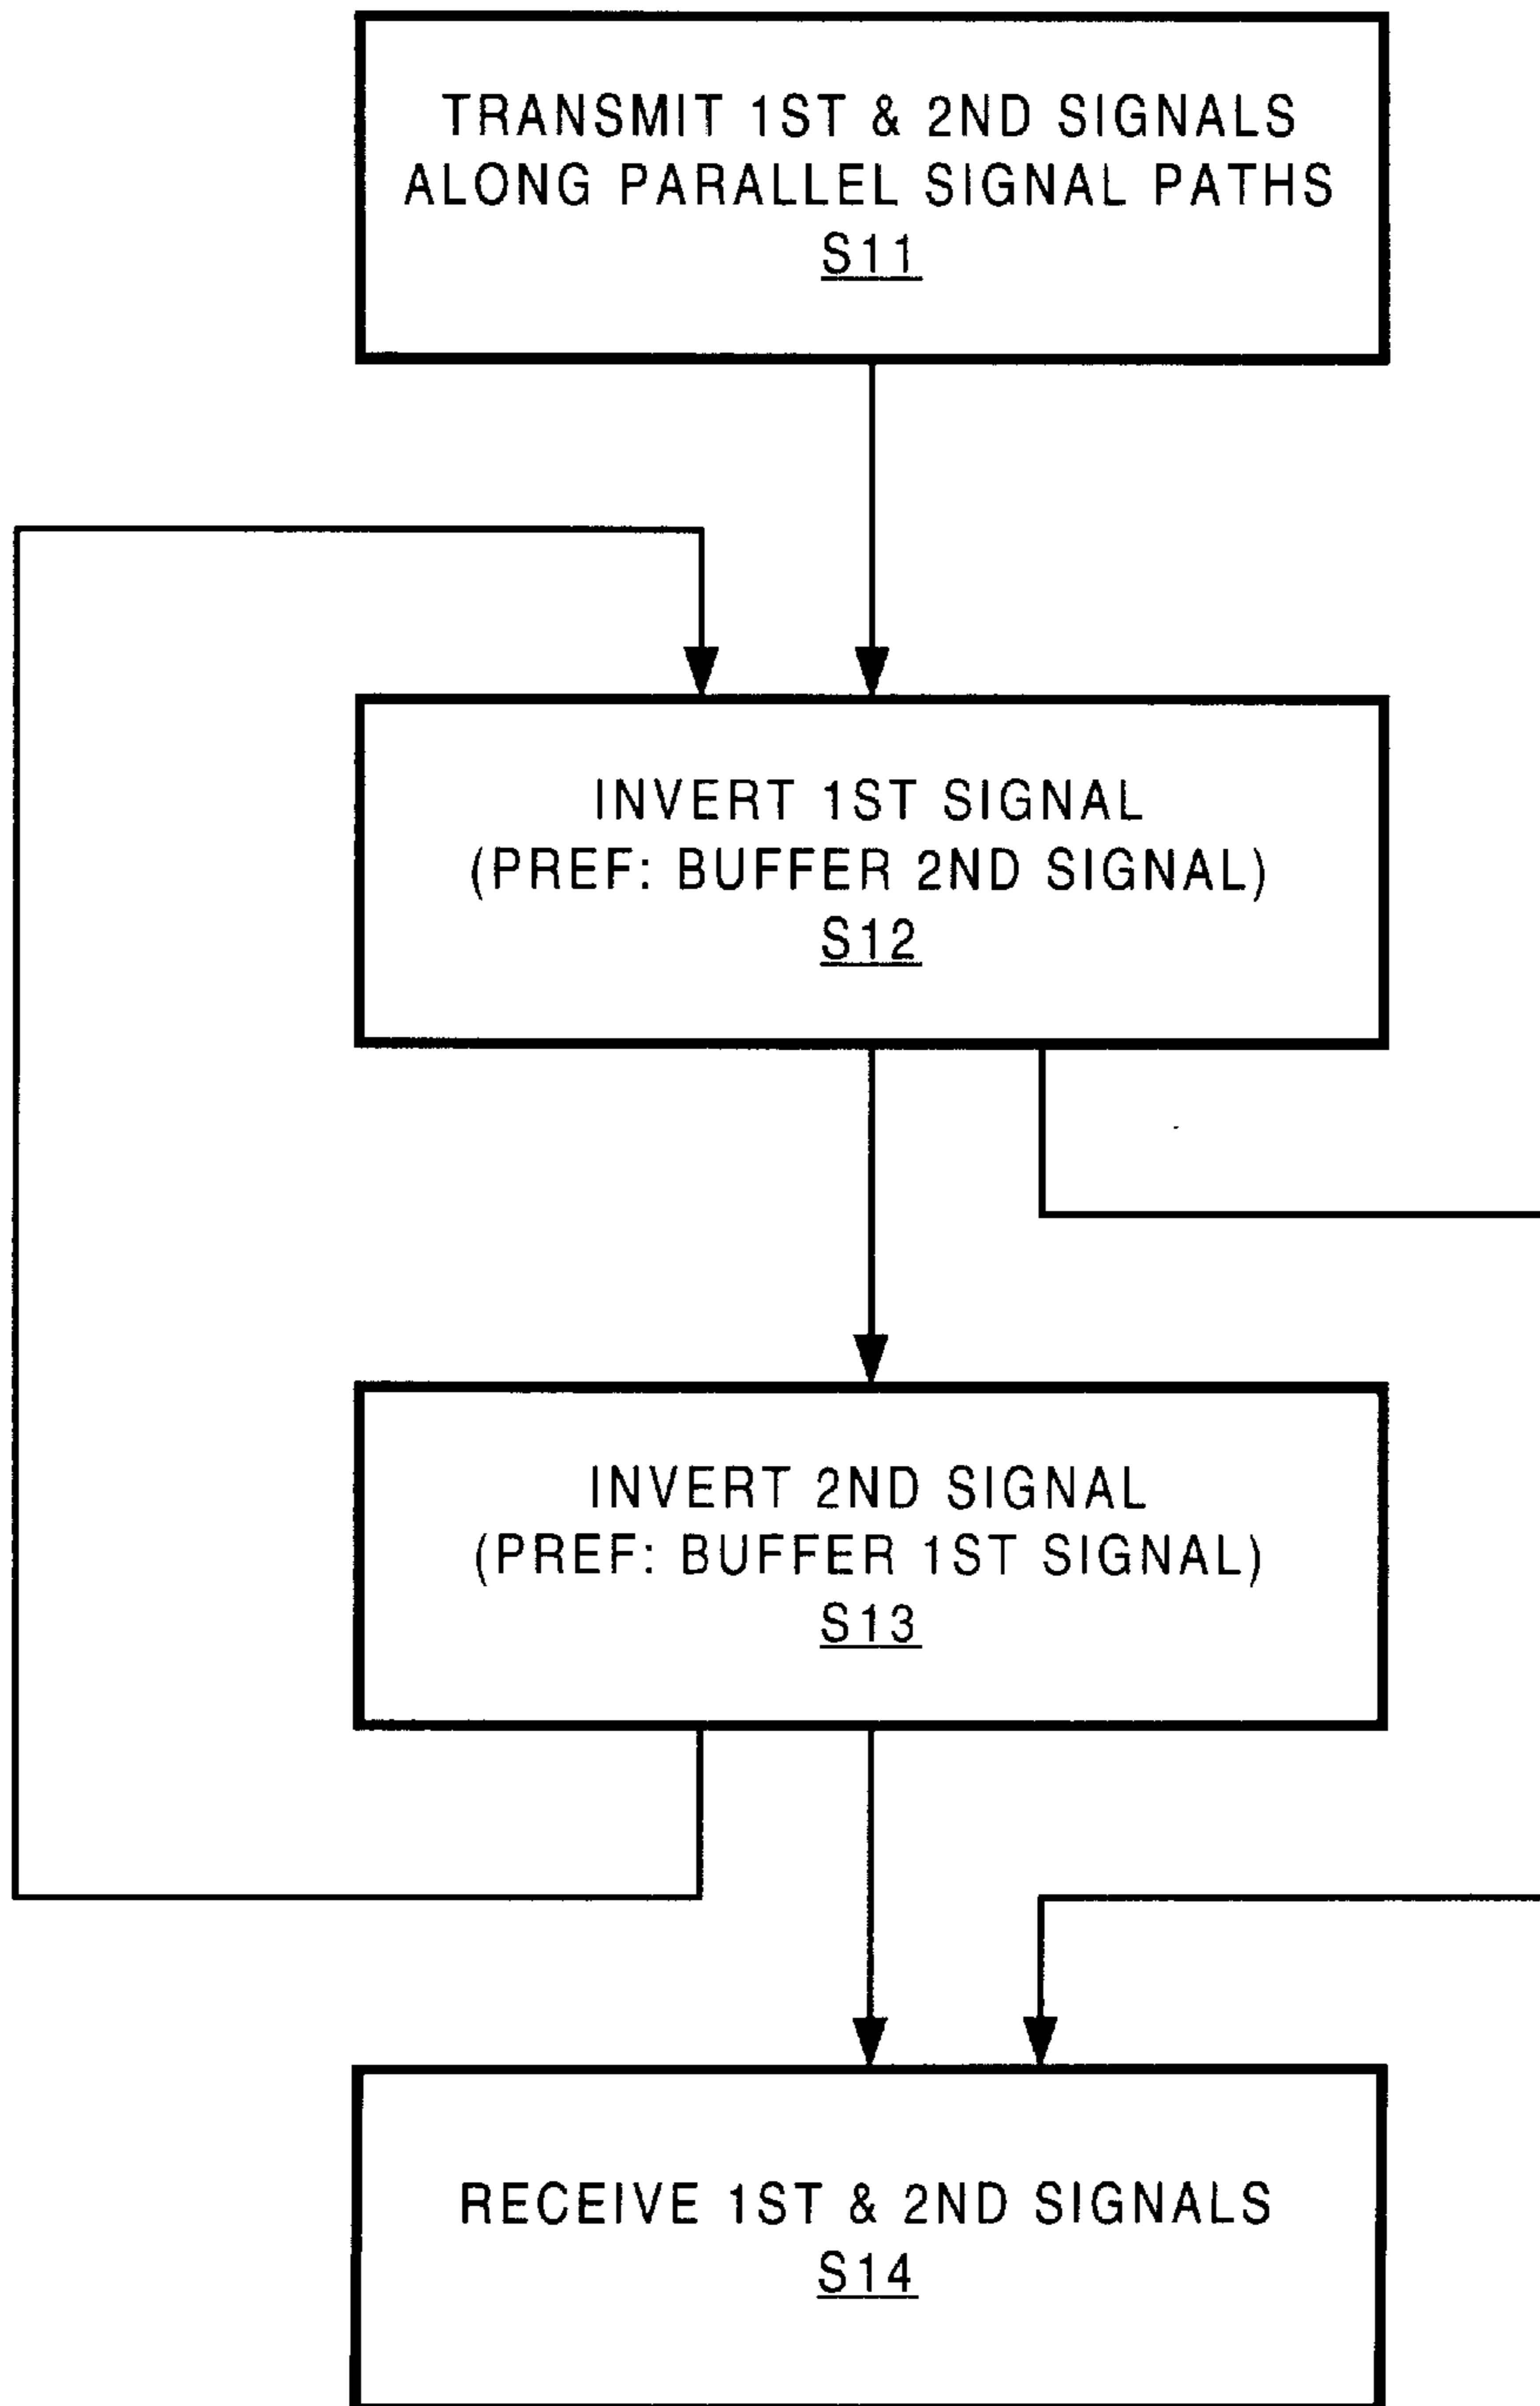 TRANSMIT 1ST & 2ND SIGNALS
ALONG PARALLEL SIGNAL PATHS
S11
INVERT 1ST SIGNAL
(PREF: BUFFER 2ND SIGNAL)
S12
INVERT 2ND SIGNAL
(PREF: BUFFER 1ST SIGNAL)
S13
RECEIVE 1ST & 2ND SIGNALS
S14